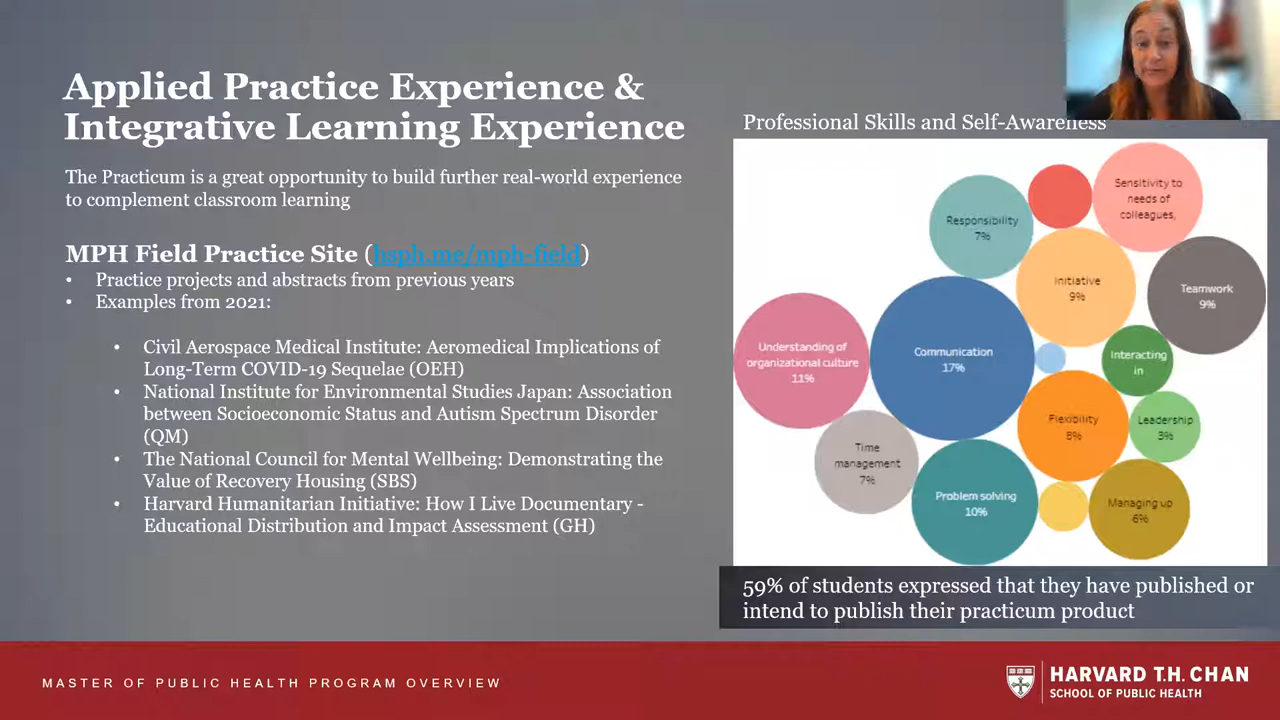 Applied Practice Experience &
Integrative Learning Experience
The Practicum is a great opportunity to build further real-world experience
to complement classroom learning
MPH Field Practice Site (hsph.me/mph-field)
• Practice projects and abstracts from previous years
• Examples from 2021:
• Civil Aerospace Medical Institute: Aeromedical Implications of
Long-Term COVID-19 Sequelae (OEH)
• National Institute for Environmental Studies Japan: Association
between Socioeconomic Status and Autism Spectrum Disorder
(QM)
• The National Council for Mental Wellbeing: Demonstrating the
Value of Recovery Housing (SBS)
• Harvard Humanitarian Initiative: How I Live Documentary -
Educational Distribution and Impact Assessment (GH)
Professional Skills and Self-Awareness
Sensitivity to
needs of
colleagues,
Responsibility
7%
Initiative
9%
Teamwork
9%
Understanding of
organizational culture
11%
Communication
17%
Interacting
in
Flexibility
8%
Leadership
3%
Time
management
7%
Problem solving
10%
Managing up
6%
59% of students expressed that they have published or
intend to publish their practicum product
MASTER OF PUBLIC HEALTH PROGRAM OVERVIEW
HARVARD T.H. CHAN
SCHOOL OF PUBLIC HEALTH